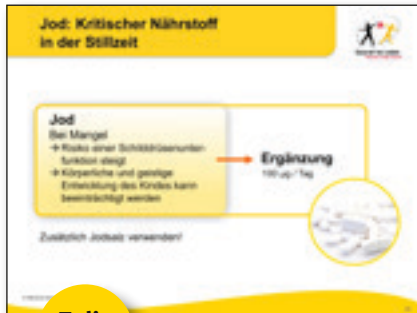 Jod: Kritischer Nährstoff
in der Stillzeit
Jod
Bei Mangel
→ Risiko einer Schilddrüsenunter-
funktion steigt
→ Körperliche und geistige
Entwicklung des Kindes kann
beeinträchtigt werden
Ergänzung
100 µg / Tag
Zusätzlich Jodsalz verwenden!